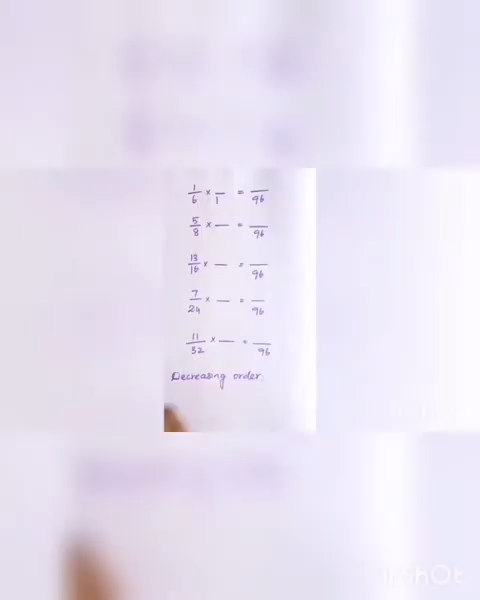 1/6 × —/1 = —/96
5/8 × — = —/96
13/16 × — = —/96
7/24 × — = —/96
11/32 × — = —/96
Decreasing order:
InShOt